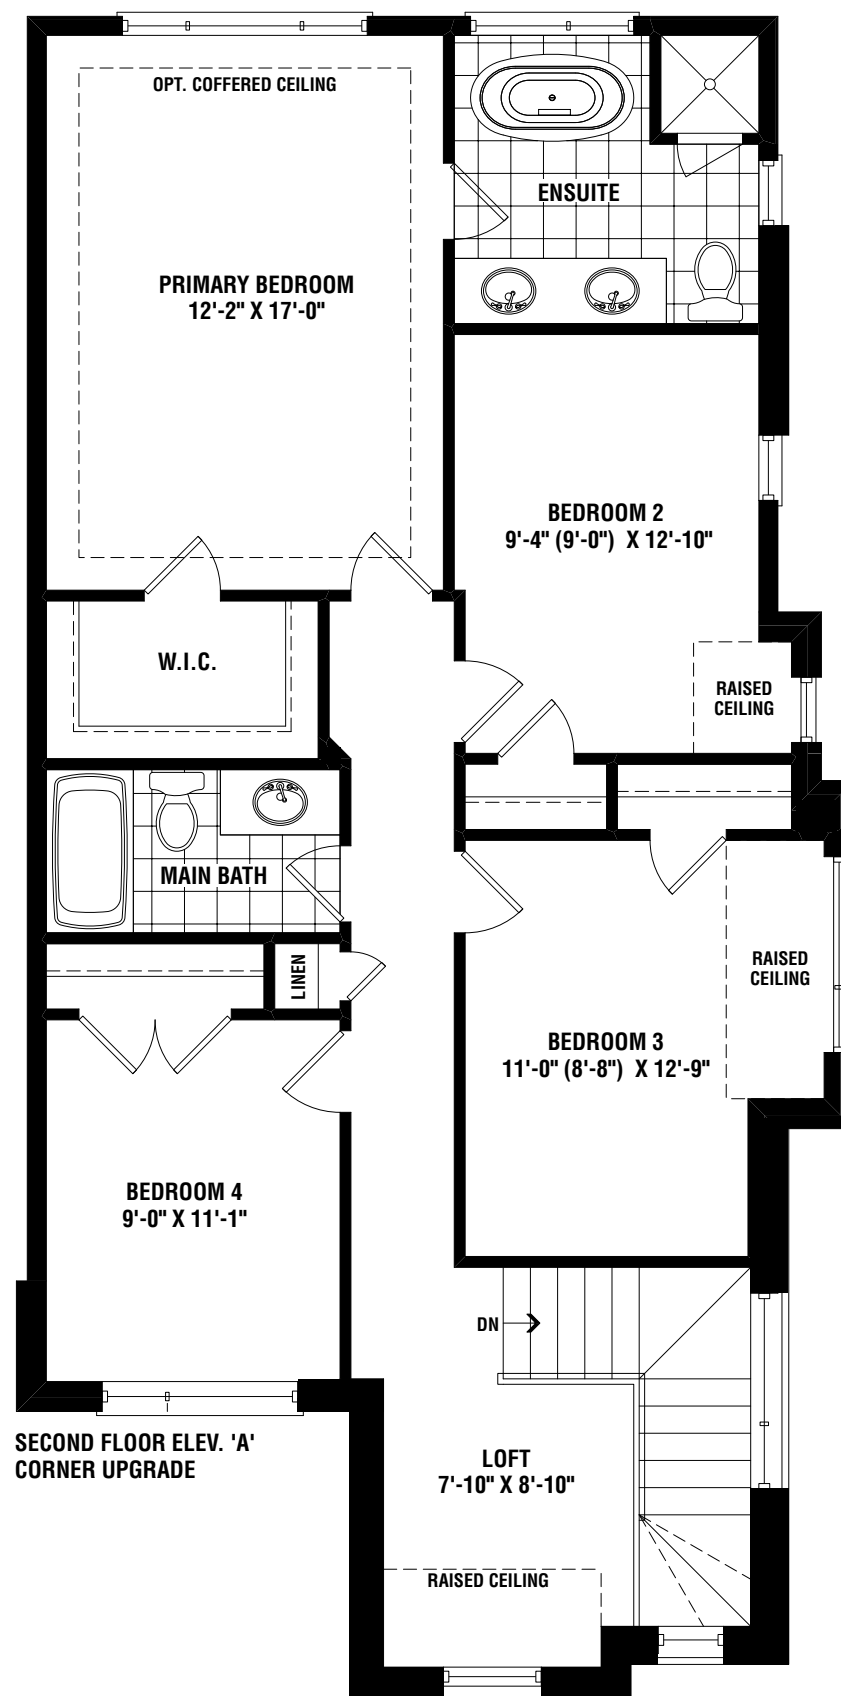 OPT. COFFERED CEILING
ENSUITE
PRIMARY BEDROOM
12'-2" X 17'-0"
BEDROOM 2
9'-4" (9'-0") X 12'-10"
W.I.C.
RAISED
CEILING
MAIN BATH
LINEN
RAISED
CEILING
BEDROOM 3
11'-0" (8'-8") X 12'-9"
BEDROOM 4
9'-0" X 11'-1"
DN
SECOND FLOOR ELEV. 'A'
CORNER UPGRADE
LOFT
7'-10" X 8'-10"
RAISED CEILING